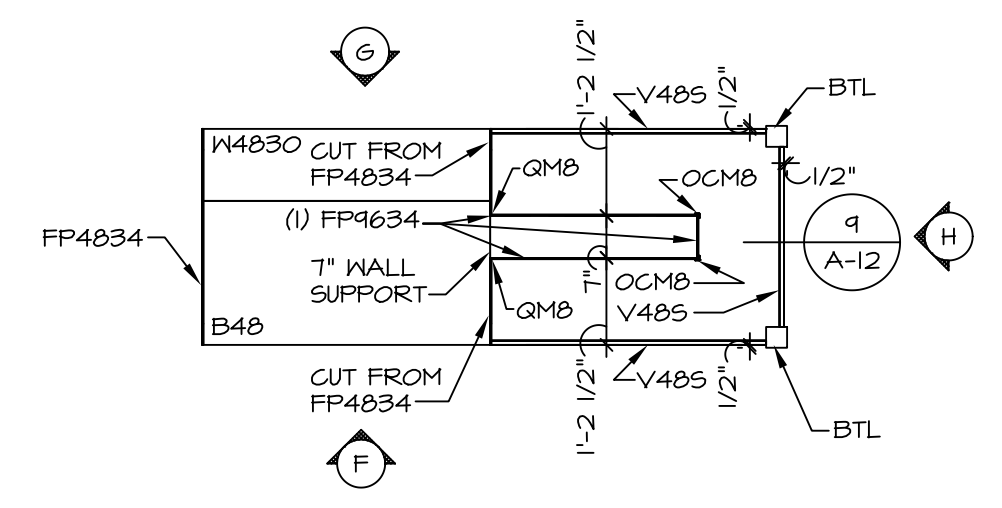 G
1'-2 1/2"
V48S
1/2"
BTL
W4830
CUT FROM
FP4834
QM8
OCM8
1/2"
(1) FP9634
9
A-12
H
FP4834
7" WALL
SUPPORT
7"
OCM8
V48S
QM8
B48
CUT FROM
FP4834
1'-2 1/2"
V48S
1/2"
BTL
F